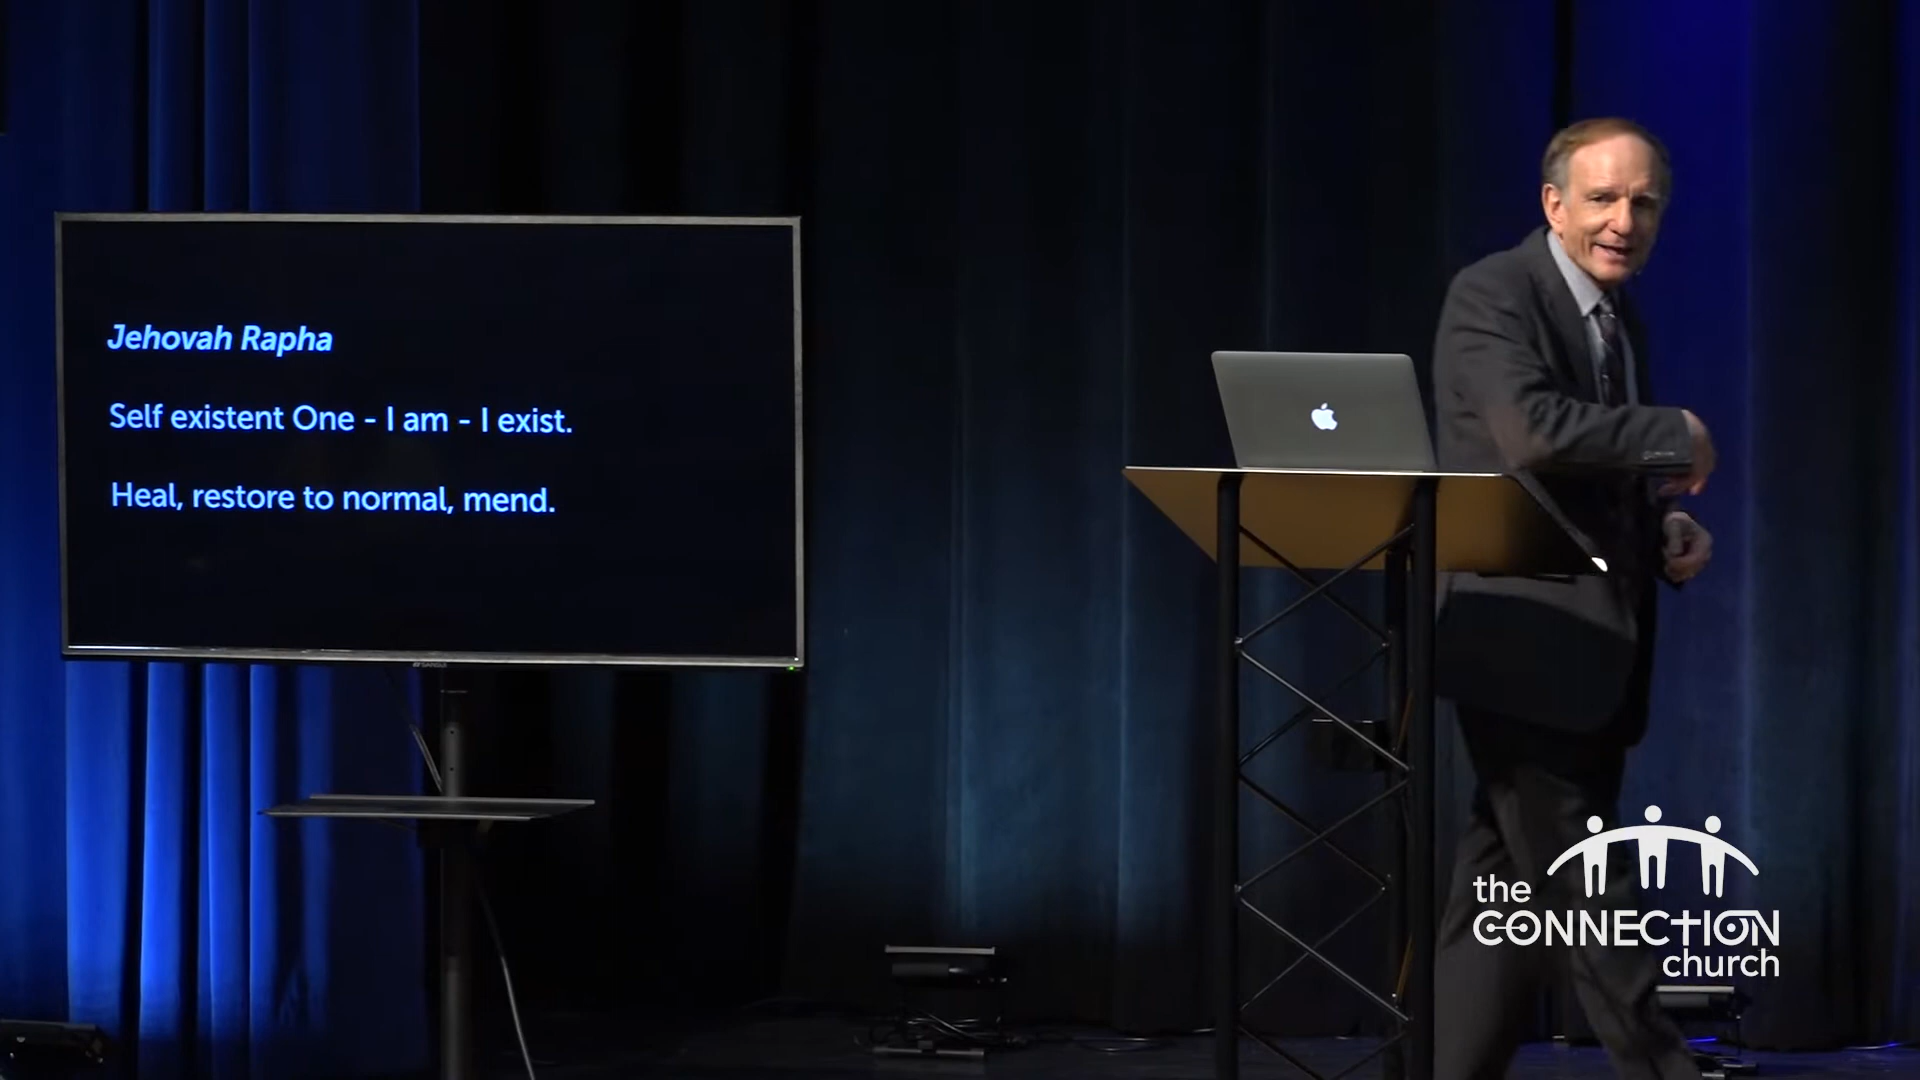 Jehovah Rapha
Self existent One - I am - I exist.
Heal, restore to normal, mend.
the
CONNECTION
church